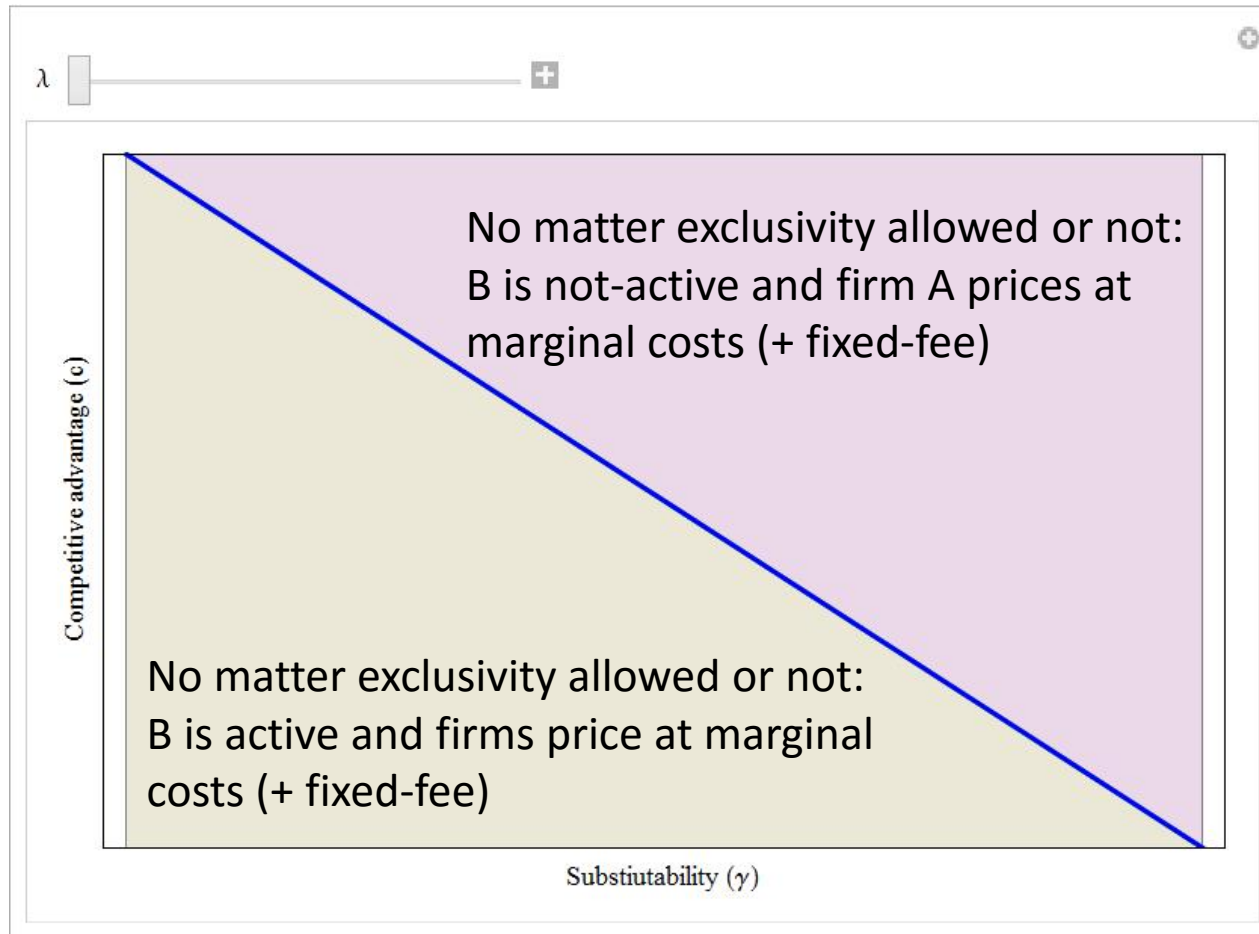 λ
No matter exclusivity allowed or not:
B is not-active and firm A prices at
marginal costs (+ fixed-fee)
Competitive advantage (c)
No matter exclusivity allowed or not:
B is active and firms price at marginal
costs (+ fixed-fee)
Substiutability (γ)